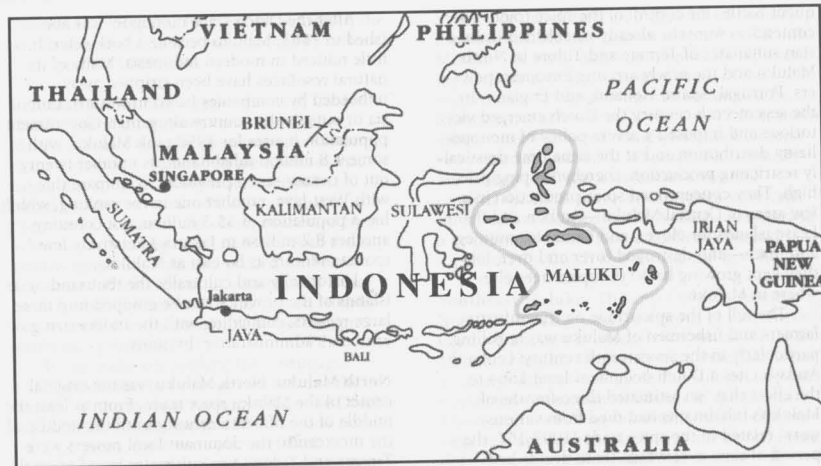 VIETNAM
PHILIPPINES
THAILAND
PACIFIC
OCEAN
BRUNEI
MALAYSIA
SINGAPORE
SUMATRA
KALIMANTAN
SULAWESI
IRIAN
JAYA
PAPUA
NEW
GUINEA
MALUKU
INDONESIA
Jakarta
JAVA
BALI
INDIAN OCEAN
AUSTRALIA